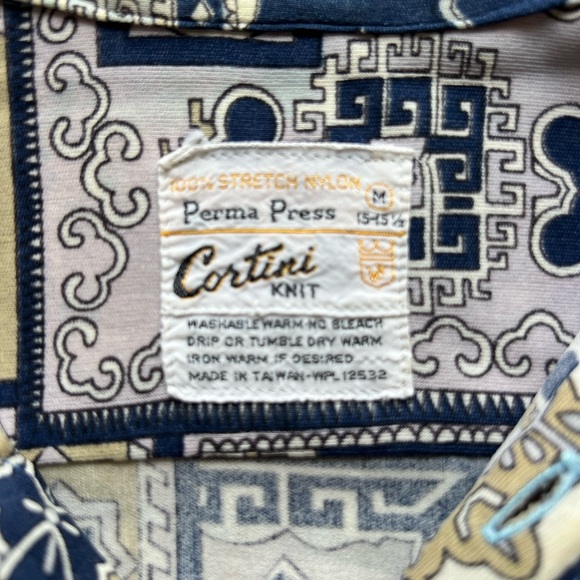 100% STRETCH NYLON M
Perma Press 15-15½
Cortini
KNIT
WASHABLE WARM NO BLEACH
DRIP OR TUMBLE DRY WARM
IRON WARM IF DESIRED
MADE IN TAIWAN-WPL 12532